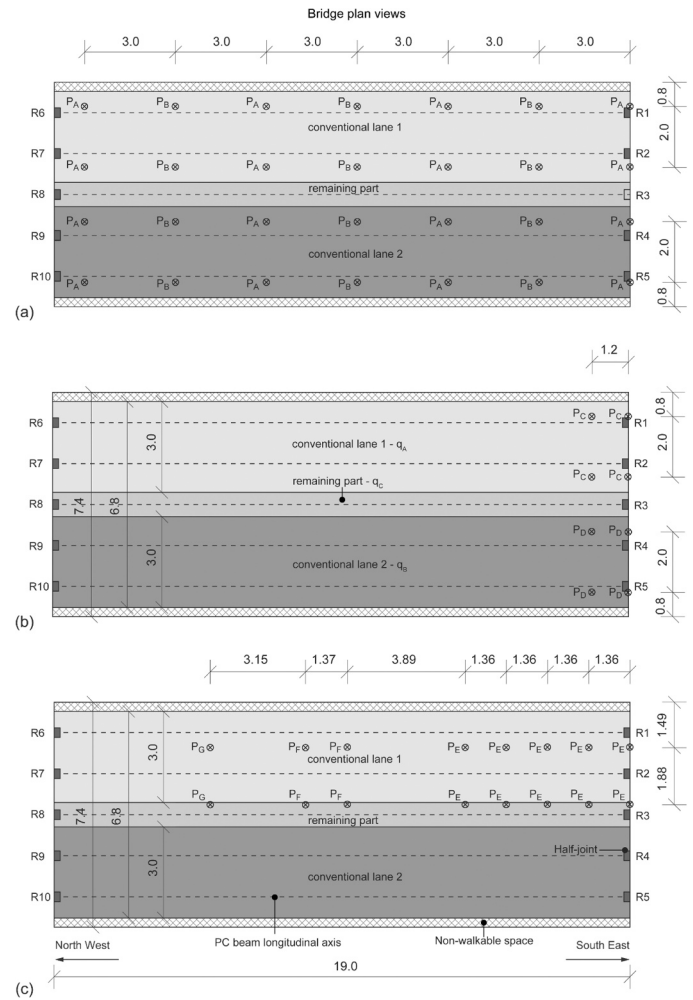 Bridge plan views
(a)
3.0 3.0 3.0 3.0 3.0 3.0
0.8
2.0
R6 PA PB PA PB PA PB PA R1
conventional lane 1
R7 PA PB PA PB PA PB PA R2
R8 remaining part R3
PA PB PA PB PA PB PA
R9 R4
2.0
conventional lane 2
R10 PA PB PA PB PA PB PA R5
0.8
(b)
1.2
0.8
PC PC
R6 R1
2.0
3.0
conventional lane 1 - qA
R7 R2
PC PC
remaining part - qC
7.4 6.8
R8 R3
PD PD
R9 R4
3.0
2.0
conventional lane 2 - qB
R10 PD PD R5
0.8
(c)
3.15 1.37 3.89 1.36 1.36 1.36 1.36
1.49
R6 R1
3.0
PG PF PF PE PE PE PE PE
conventional lane 1
R7 R2
1.88
PG PF PF PE PE PE PE PE
7.4 6.8
R8 R3
remaining part
Half-joint
R9 R4
3.0
conventional lane 2
R10 R5
North West PC beam longitudinal axis Non-walkable space South East
19.0